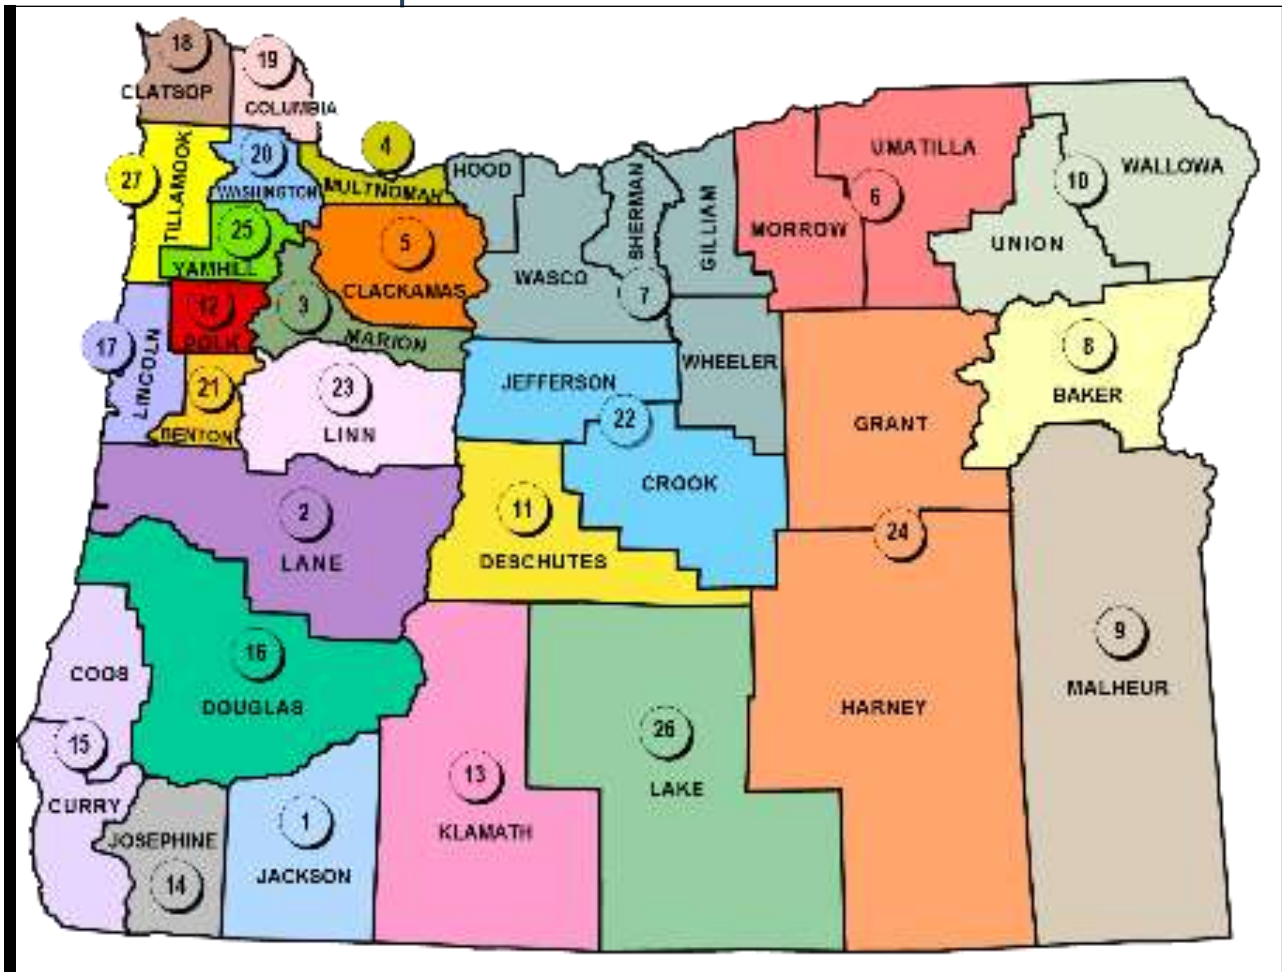 18
CLATSOP
19
COLUMBIA
27
TILLAMOOK
20
WASHINGTON
4
MULTNOMAH
HOOD
WASCO
SHERMAN
GILLIAM
7
MORROW
6
UMATILLA
10
UNION
WALLOWA
25
YAMHILL
5
CLACKAMAS
12
POLK
3
MARION
17
LINCOLN
21
BENTON
23
LINN
JEFFERSON
22
WHEELER
CROOK
GRANT
8
BAKER
2
LANE
11
DESCHUTES
24
HARNEY
9
MALHEUR
COOS
15
CURRY
16
DOUGLAS
13
KLAMATH
26
LAKE
JOSEPHINE
14
1
JACKSON